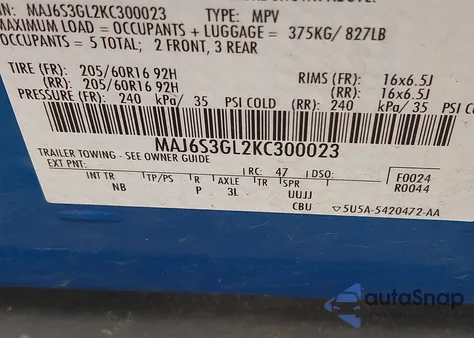 N: MAJ6S3GL2KC300023 TYPE: MPV
MAXIMUM LOAD = OCCUPANTS + LUGGAGE = 375KG/ 827LB
OCCUPANTS = 5 TOTAL; 2 FRONT, 3 REAR
TIRE (FR): 205/60R16 92H RIMS (FR): 16x6.5J
(RR): 205/60R16 92H (RR): 16x6.5J
PRESSURE (FR): 240 kPa/ 35 PSI COLD (RR): 240 kPa/ 35 PSI COLD
MAJ6S3GL2KC300023
TRAILER TOWING - SEE OWNER GUIDE
EXT PNT: RC: 47 DSO: F0024
R0044
INT TR TP/PS R AXLE TR SPR
NB P 3L UUJJ
CBU ▽5U5A-5420472-AA
autoSnap